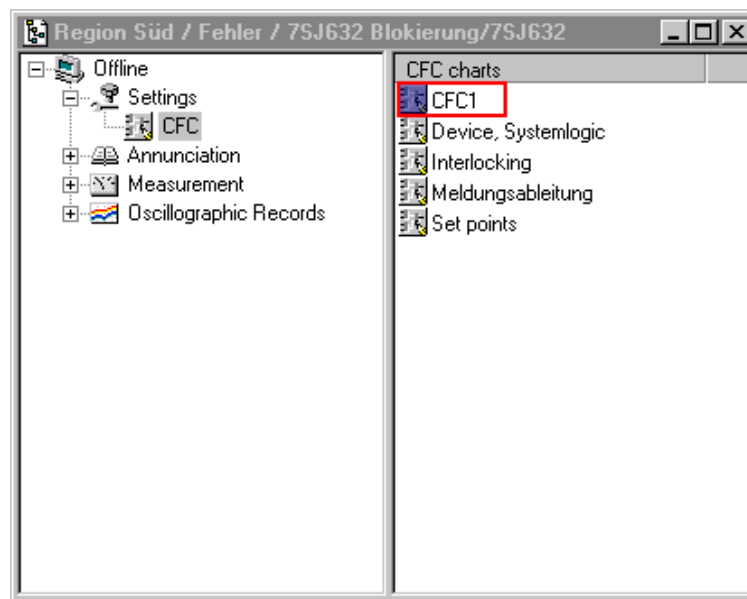 Region Süd / Fehler / 7SJ632 Blokierung/7SJ632
Offline
Settings
CFC
Annunciation
Measurement
Oscillographic Records
CFC charts
CFC1
Device, Systemlogic
Interlocking
Meldungsableitung
Set points